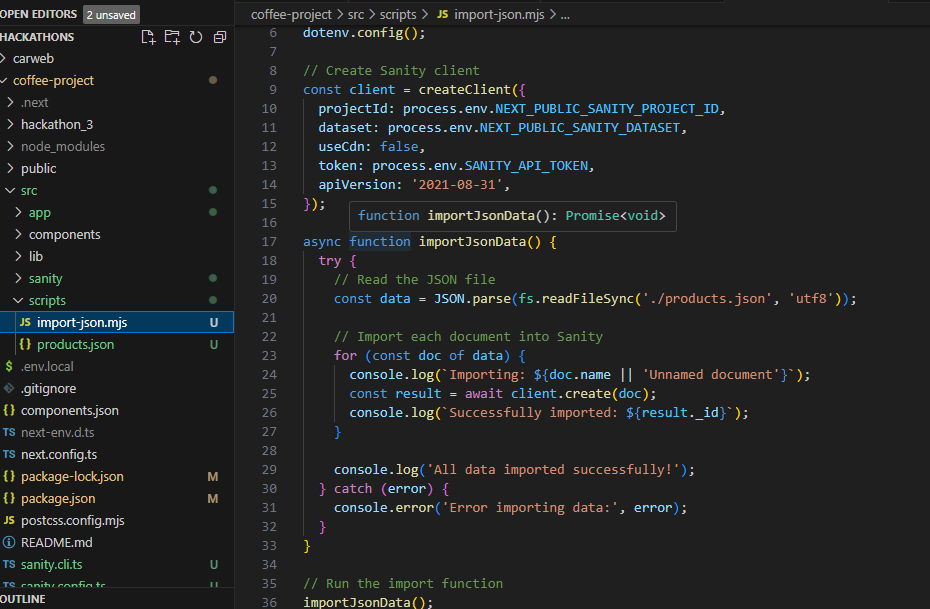 OPEN EDITORS 2 unsaved
HACKATHONS
carweb
coffee-project
.next
hackathon_3
node_modules
public
src
app
components
lib
sanity
scripts
JS import-json.mjs U
{} products.json U
$ .env.local
.gitignore
{} components.json
TS next-env.d.ts
TS next.config.ts
{} package-lock.json M
{} package.json M
JS postcss.config.mjs
README.md
TS sanity.cli.ts U
TS sanity.config.ts U
OUTLINE
coffee-project > src > scripts > JS import-json.mjs > ...
6 dotenv.config();
7
8 // Create Sanity client
9 const client = createClient({
10 projectId: process.env.NEXT_PUBLIC_SANITY_PROJECT_ID,
11 dataset: process.env.NEXT_PUBLIC_SANITY_DATASET,
12 useCdn: false,
13 token: process.env.SANITY_API_TOKEN,
14 apiVersion: '2021-08-31',
15 });
function importJsonData(): Promise<void>
16
17 async function importJsonData() {
18 try {
19 // Read the JSON file
20 const data = JSON.parse(fs.readFileSync('./products.json', 'utf8'));
21
22 // Import each document into Sanity
23 for (const doc of data) {
24 console.log(`Importing: ${doc.name || 'Unnamed document'}`);
25 const result = await client.create(doc);
26 console.log(`Successfully imported: ${result._id}`);
27 }
28
29 console.log('All data imported successfully!');
30 } catch (error) {
31 console.error('Error importing data:', error);
32 }
33 }
34
35 // Run the import function
36 importJsonData();